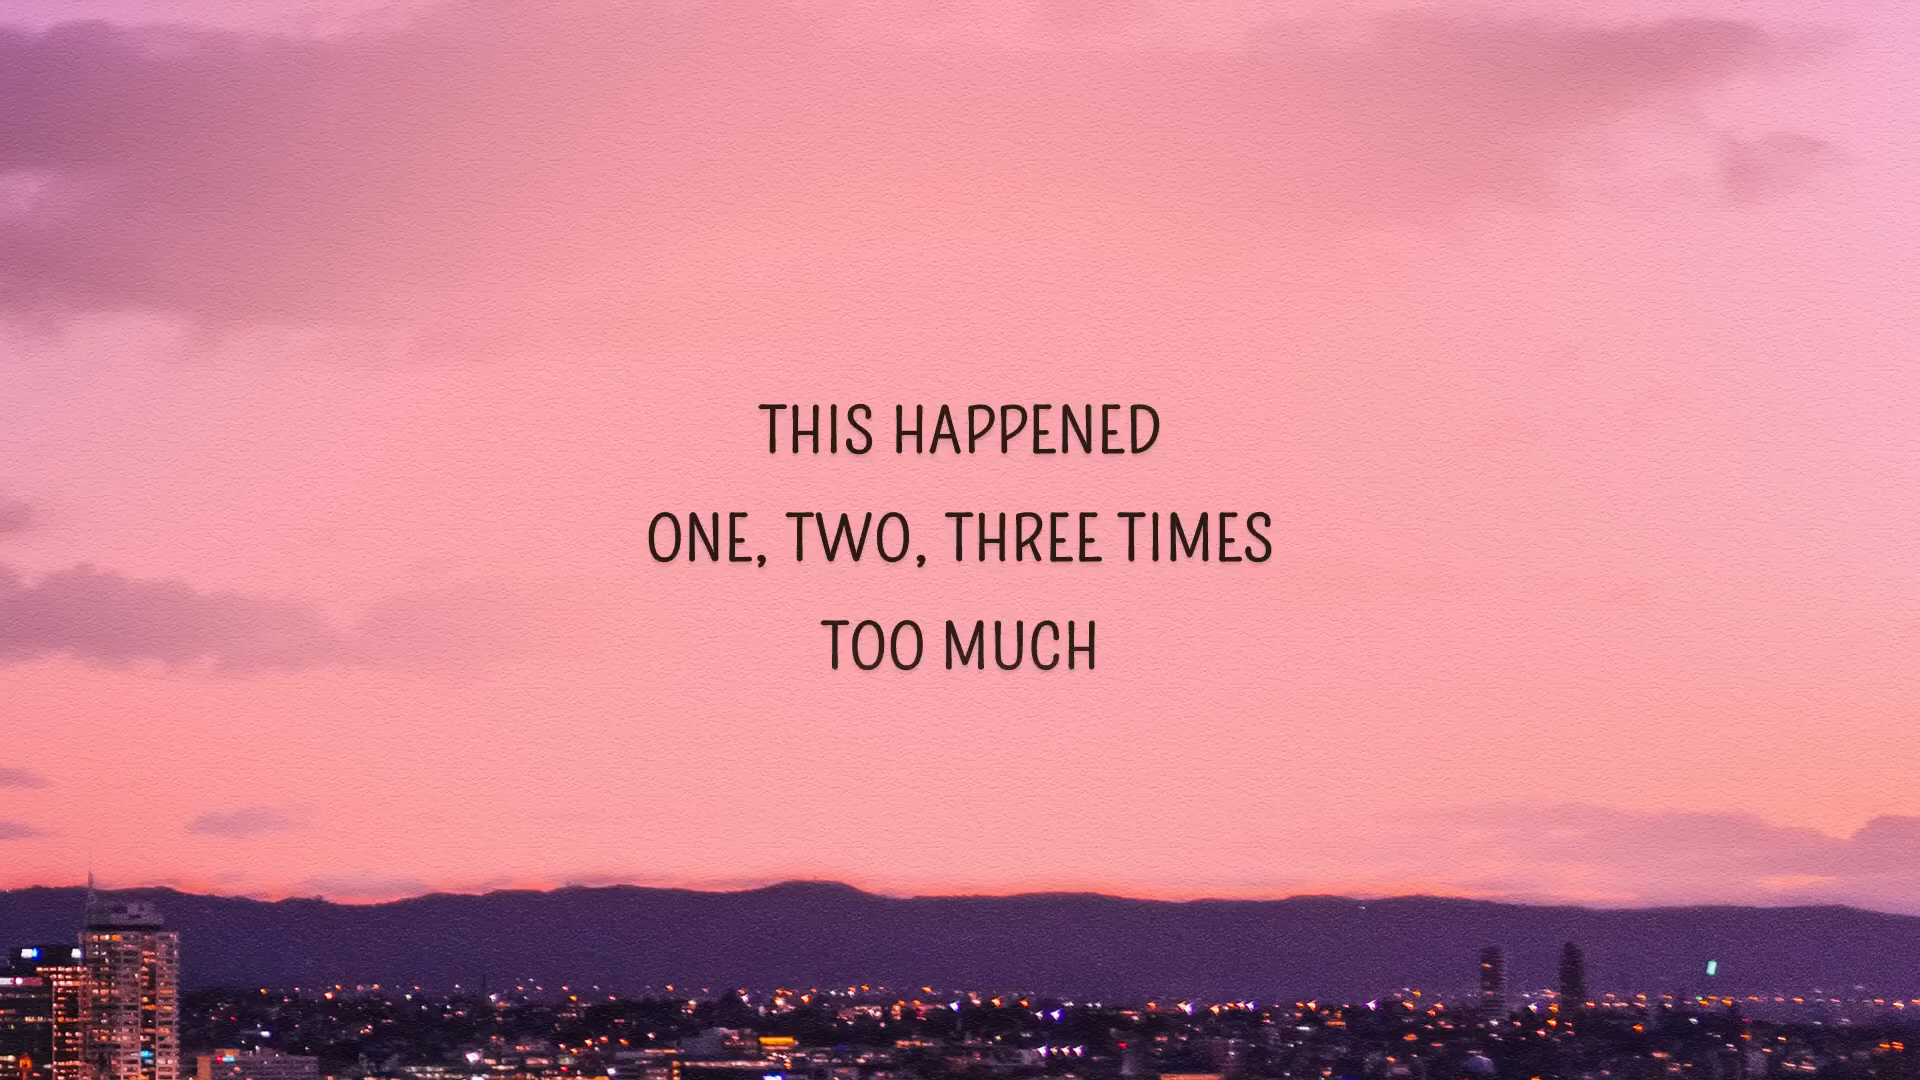 THIS HAPPENED
ONE, TWO, THREE TIMES
TOO MUCH